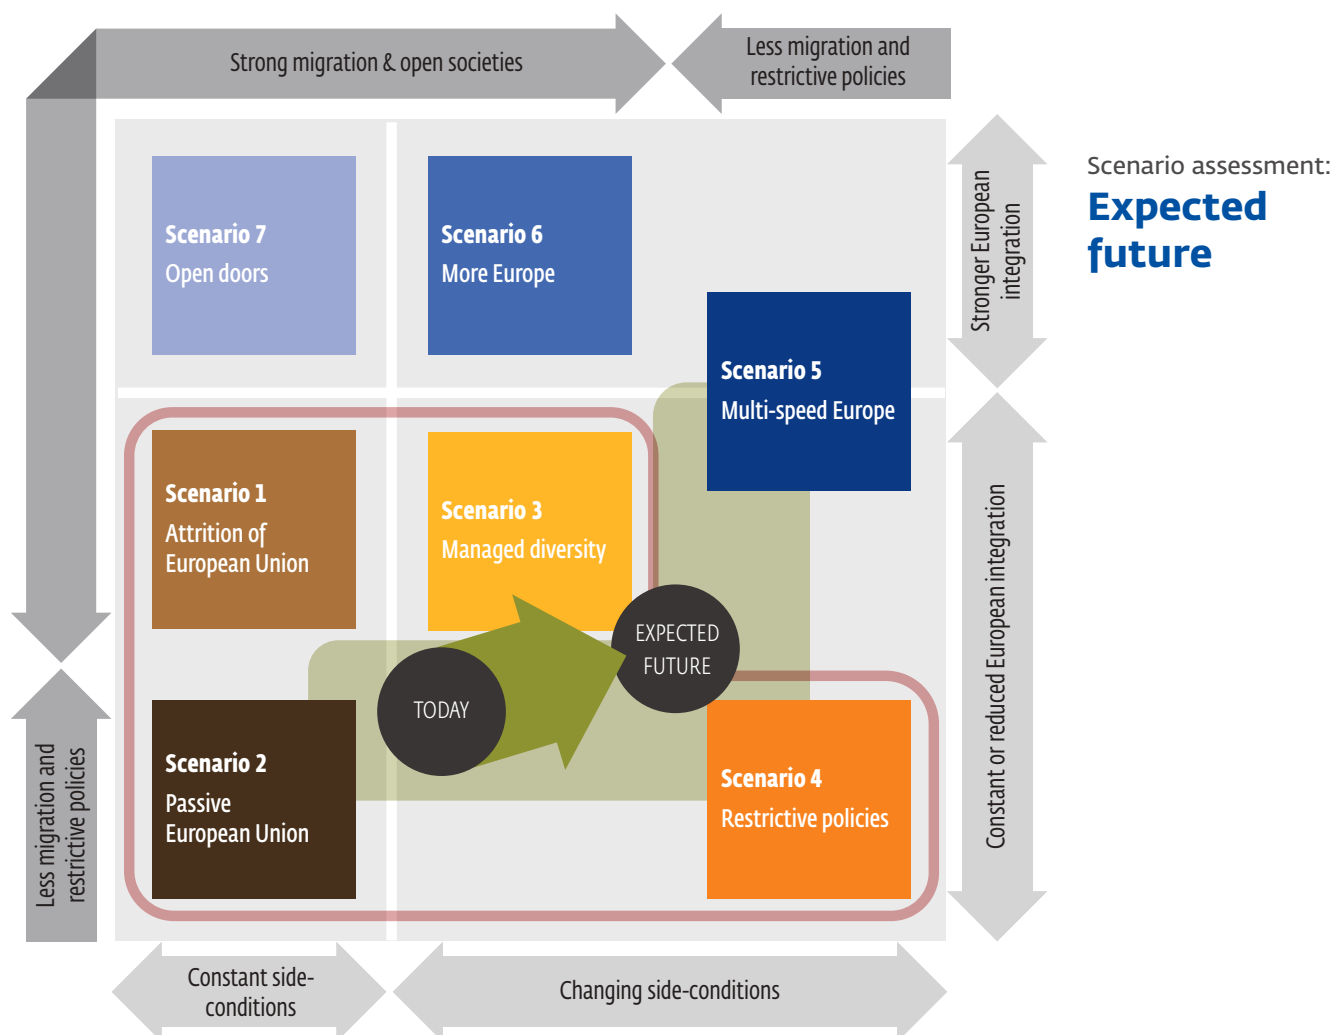 Strong migration & open societies
Less migration and
restrictive policies
Scenario assessment:
Expected
future
Scenario 7
Open doors
Scenario 6
More Europe
Stronger European
integration
Scenario 5
Multi-speed Europe
Scenario 1
Attrition of
European Union
Scenario 3
Managed diversity
Constant or reduced European integration
EXPECTED
FUTURE
TODAY
Less migration and
restrictive policies
Scenario 2
Passive
European Union
Scenario 4
Restrictive policies
Constant side-
conditions
Changing side-conditions